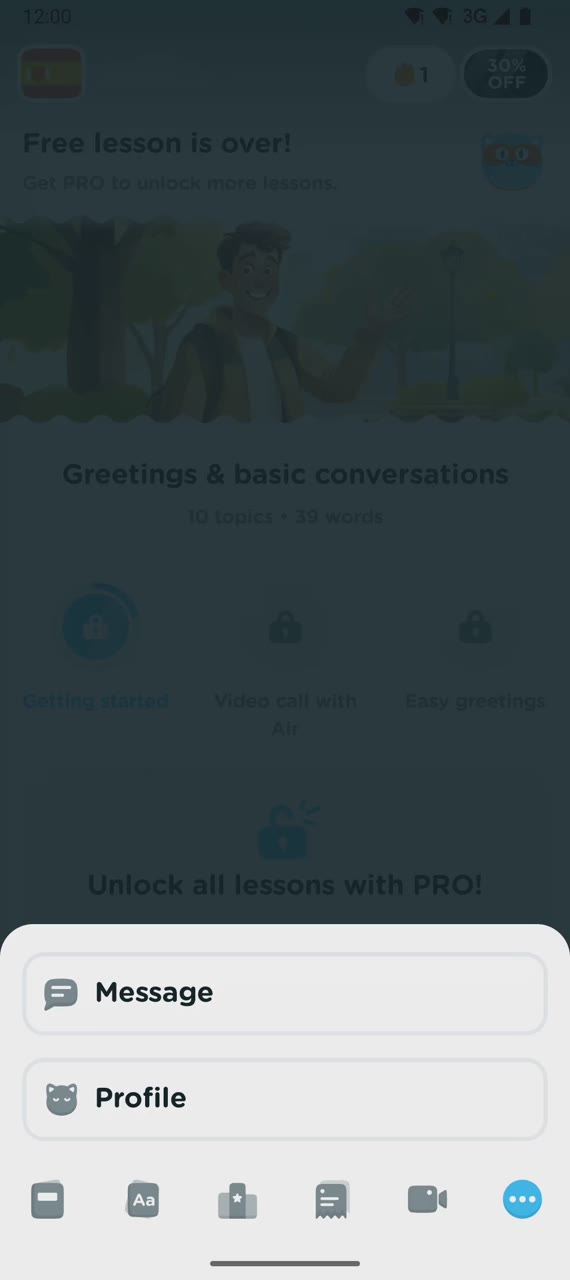 12:00
3G
1
30%
OFF
Free lesson is over!
Get PRO to unlock more lessons.
Greetings & basic conversations
10 topics • 39 words
Getting started
Video call with
Air
Easy greetings
Unlock all lessons with PRO!
Message
Profile
Aa